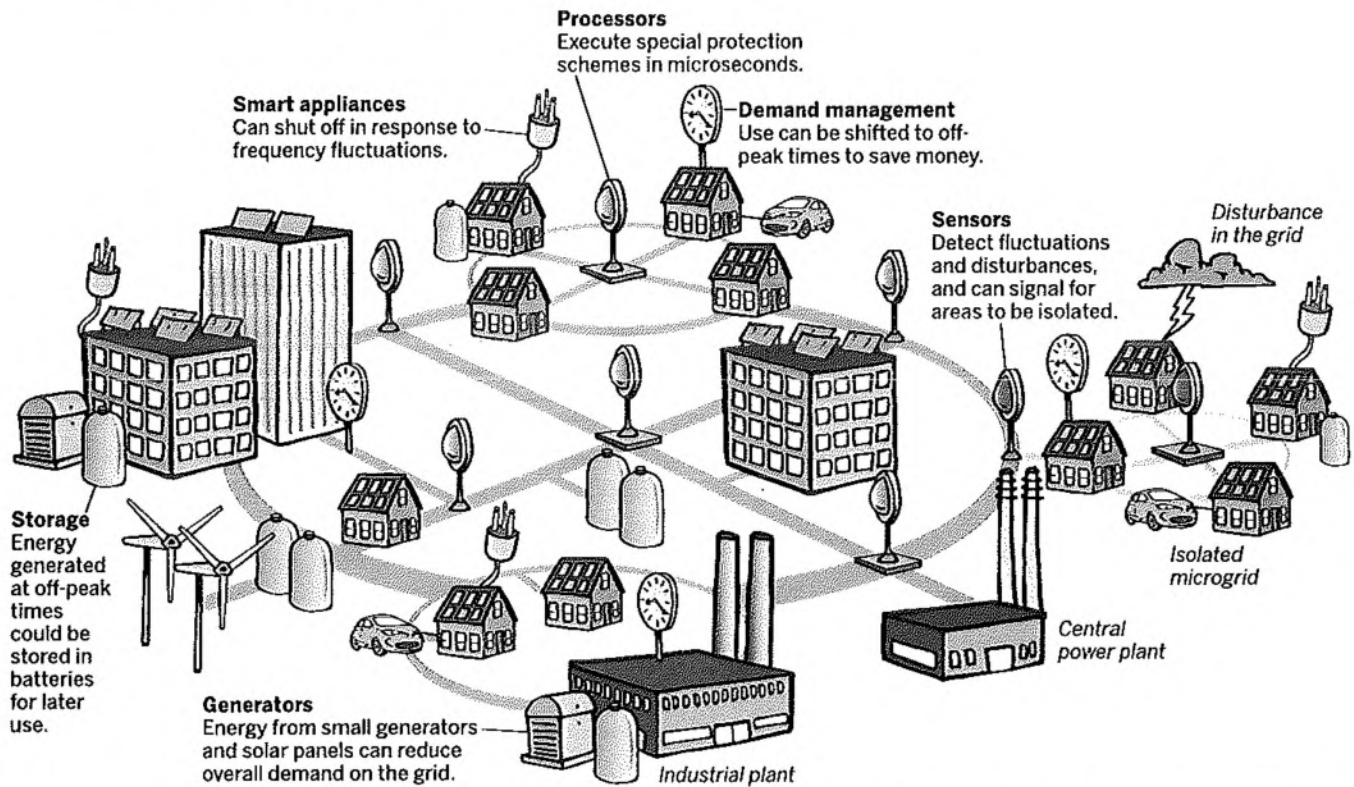 Processors
Execute special protection
schemes in microseconds.
Smart appliances
Can shut off in response to
frequency fluctuations.
Demand management
Use can be shifted to off-
peak times to save money.
Sensors
Detect fluctuations
and disturbances,
and can signal for
areas to be isolated.
Disturbance
in the grid
Storage
Energy
generated
at off-peak
times
could be
stored in
batteries
for later
use.
Isolated
microgrid
Central
power plant
Generators
Energy from small generators
and solar panels can reduce
overall demand on the grid.
Industrial plant